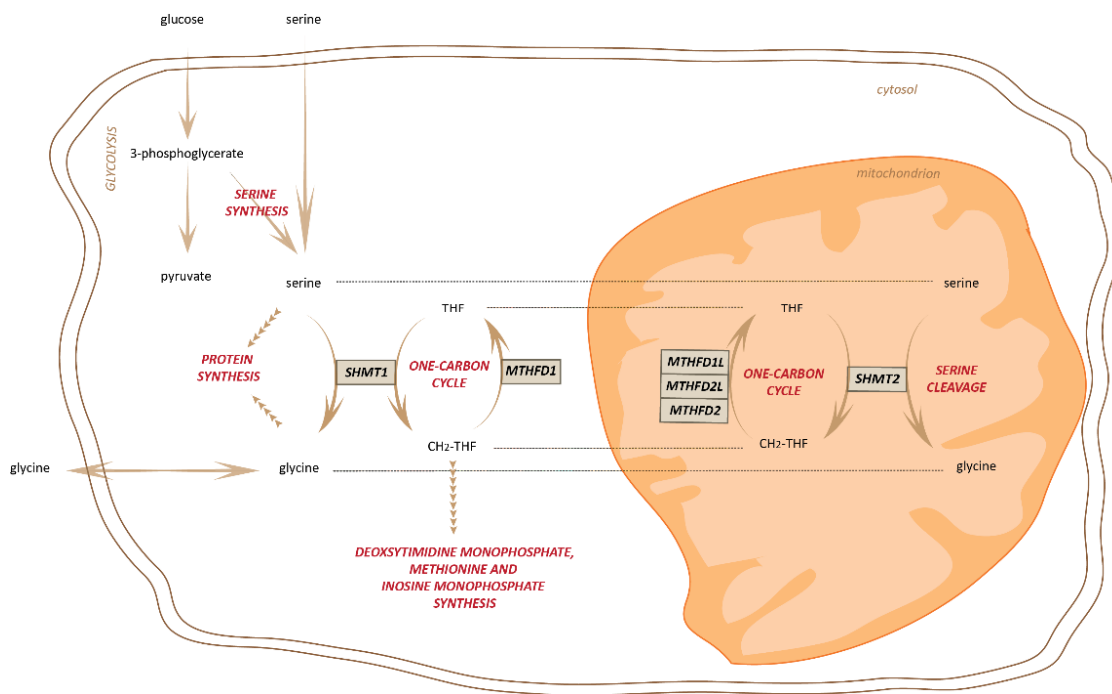 glucose
serine
cytosol
GLYCOLYSIS
3-phosphoglycerate
mitochondrion
SERINE
SYNTHESIS
pyruvate
serine
serine
THF
THF
PROTEIN
SYNTHESIS
SHMT1
ONE-CARBON
CYCLE
MTHFD1
MTHFD1L
MTHFD2L
MTHFD2
ONE-CARBON
CYCLE
SHMT2
SERINE
CLEAVAGE
CH2-THF
CH2-THF
glycine
glycine
glycine
DEOXSYTIMIDINE MONOPHOSPHATE,
METHIONINE AND
INOSINE MONOPHOSPHATE
SYNTHESIS